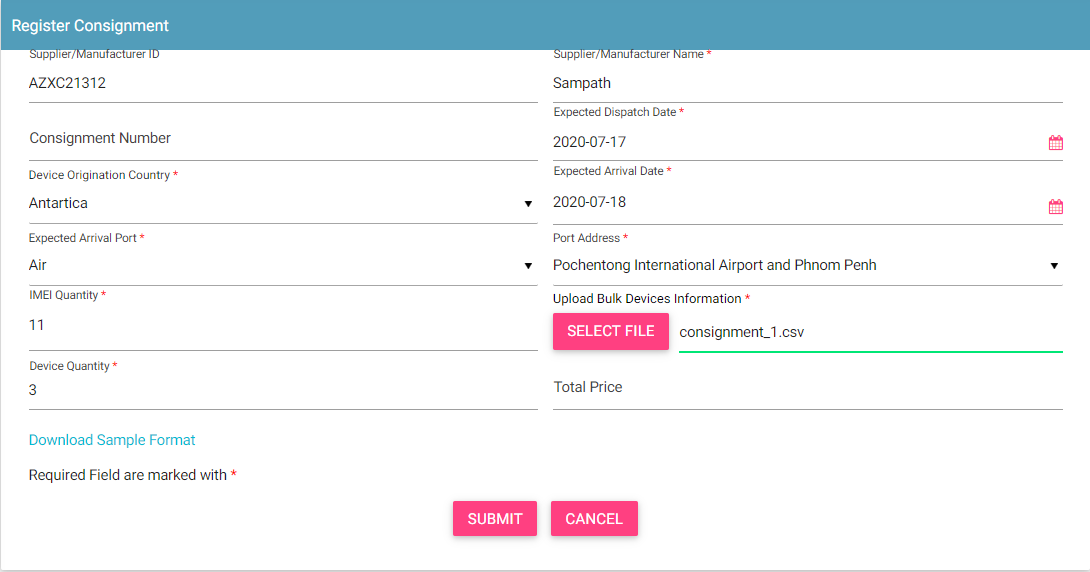 Register Consignment
Supplier/Manufacturer ID
Supplier/Manufacturer Name *
AZXC21312
Sampath
Expected Dispatch Date *
Consignment Number
2020-07-17
Device Origination Country *
Expected Arrival Date *
Antartica
2020-07-18
Expected Arrival Port *
Port Address *
Air
Pochentong International Airport and Phnom Penh
IMEI Quantity *
Upload Bulk Devices Information *
11
SELECT FILE
consignment_1.csv
Device Quantity *
3
Total Price
Download Sample Format
Required Field are marked with *
SUBMIT
CANCEL